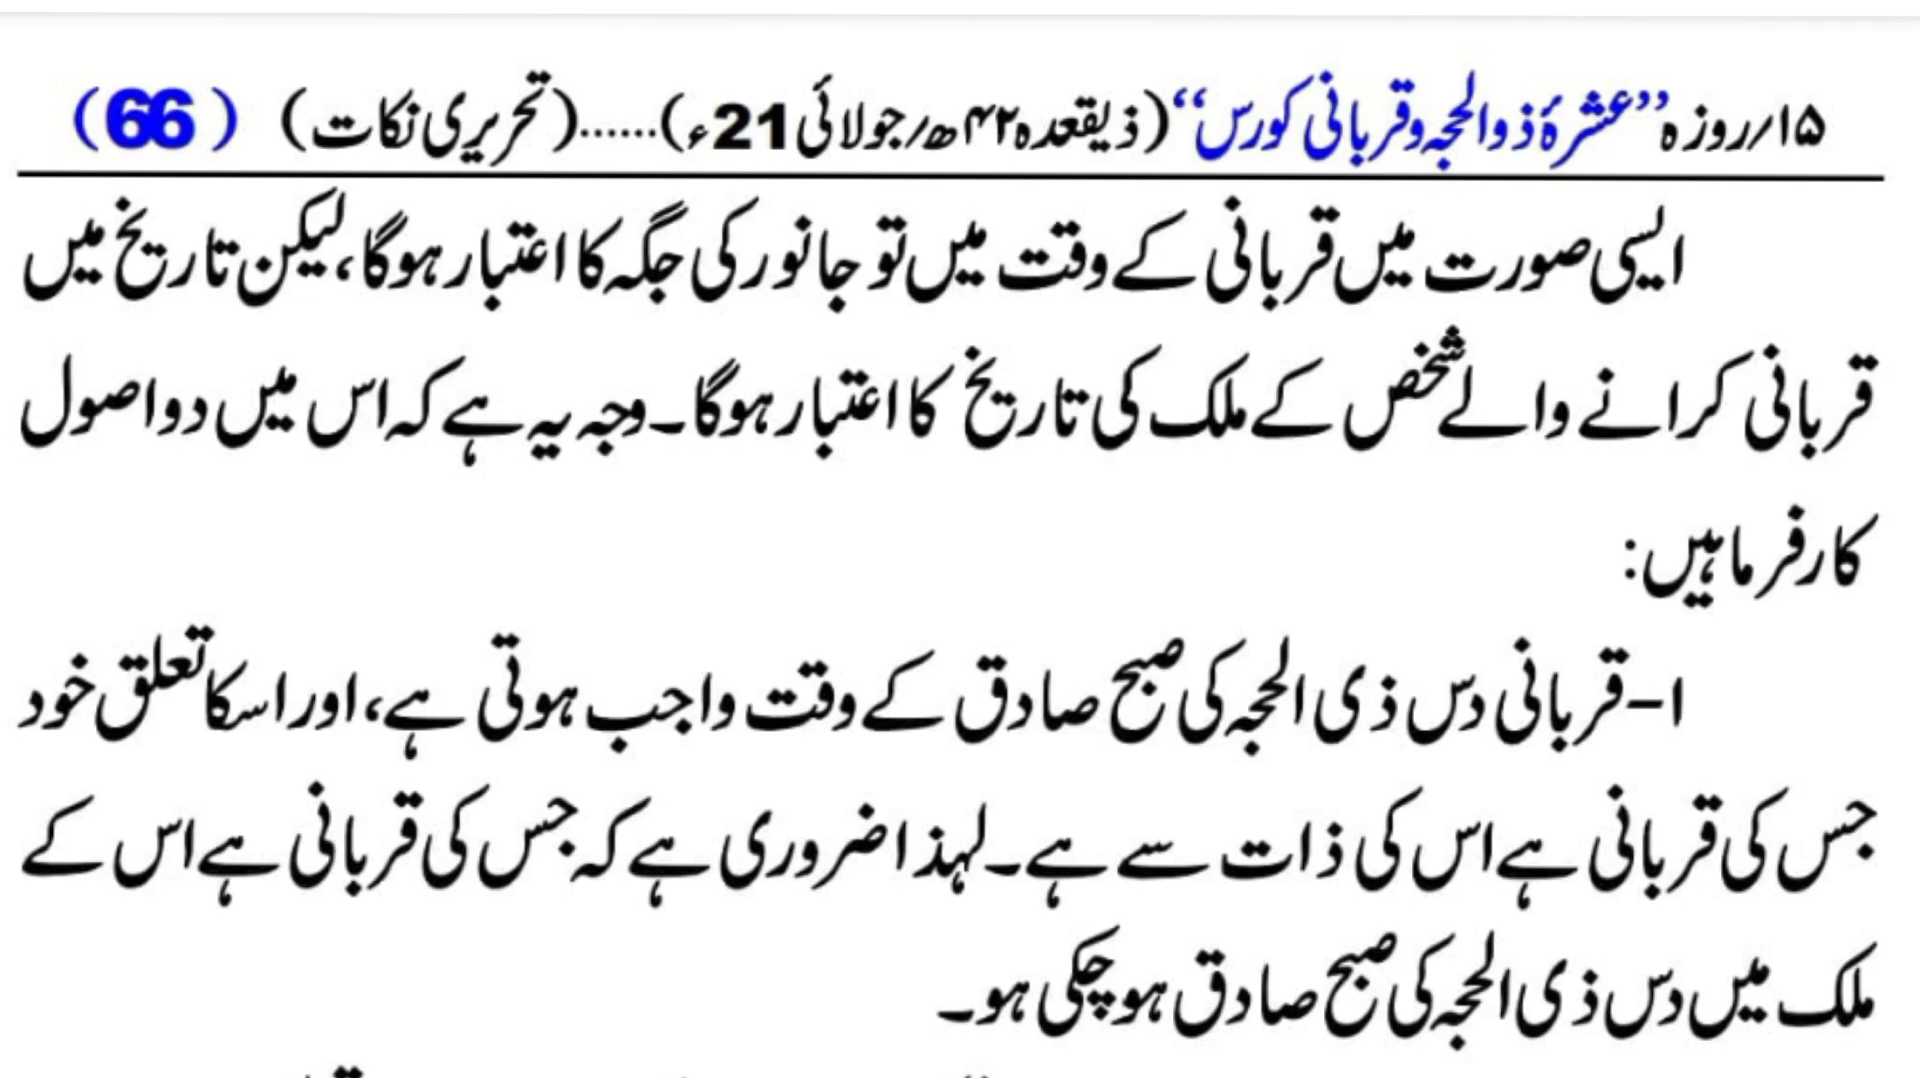 ۱۵/روزہ ’’عشرۂ ذوالحجہ وقربانی کورس‘‘ (ذیقعدہ ۴۲ھ/جولائی 21ء)......(تحریری نکات) (66)
ایسی صورت میں قربانی کے وقت میں تو جانور کی جگہ کا اعتبار ہوگا، لیکن تاریخ میں
قربانی کرانے والے شخص کے ملک کی تاریخ کا اعتبار ہوگا۔ وجہ یہ ہے کہ اس میں دو اصول
کارفرما ہیں:
۱- قربانی دس ذی الحجہ کی صبح صادق کے وقت واجب ہوتی ہے، اور اسکا تعلق خود
جس کی قربانی ہے اس کی ذات سے ہے۔ لہذا ضروری ہے کہ جس کی قربانی ہے اس کے
ملک میں دس ذی الحجہ کی صبح صادق ہوچکی ہو۔